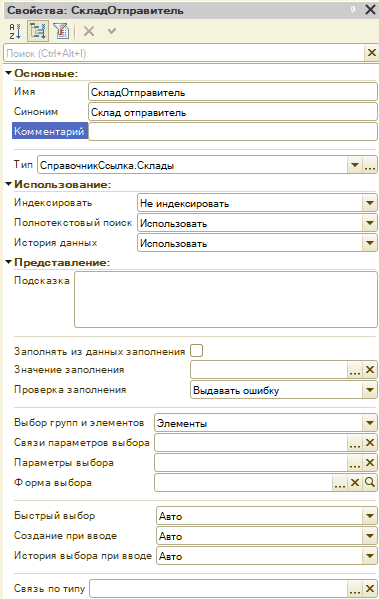 Свойства: СкладОтправитель
Поиск (Ctrl+Alt+I)
Основные:
Имя СкладОтправитель
Синоним Склад отправитель
Комментарий
Тип СправочникСсылка.Склады ...
Использование:
Индексировать Не индексировать
Полнотекстовый поиск Использовать
История данных Использовать
Представление:
Подсказка
Заполнять из данных заполнения
Значение заполнения ...
Проверка заполнения Выдавать ошибку
Выбор групп и элементов Элементы
Связи параметров выбора ...
Параметры выбора ...
Форма выбора ...
Быстрый выбор Авто
Создание при вводе Авто
История выбора при вводе Авто
Связь по типу ...